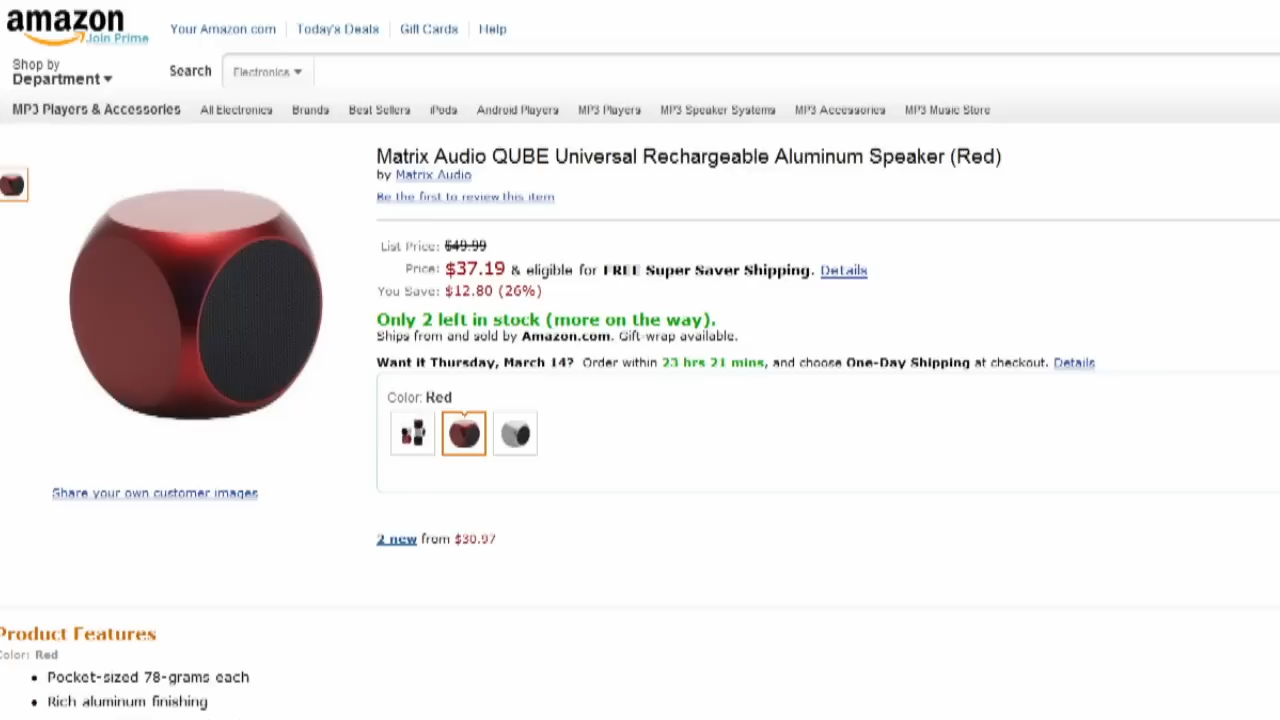 amazon
Join Prime
Your Amazon.com
Today's Deals
Gift Cards
Help
Shop by
Department
Search
Electronics
MP3 Players & Accessories
All Electronics
Brands
Best Sellers
iPods
Android Players
MP3 Players
MP3 Speaker Systems
MP3 Accessories
MP3 Music Store
Matrix Audio QUBE Universal Rechargeable Aluminum Speaker (Red)
by Matrix Audio
Be the first to review this item
List Price: $49.99
Price: $37.19 & eligible for FREE Super Saver Shipping. Details
You Save: $12.80 (26%)
Only 2 left in stock (more on the way).
Ships from and sold by Amazon.com. Gift-wrap available.
Want it Thursday, March 14? Order within 23 hrs 21 mins, and choose One-Day Shipping at checkout. Details
Color: Red
Share your own customer images
2 new from $30.97
Product Features
Color: Red
• Pocket-sized 78-grams each
• Rich aluminum finishing